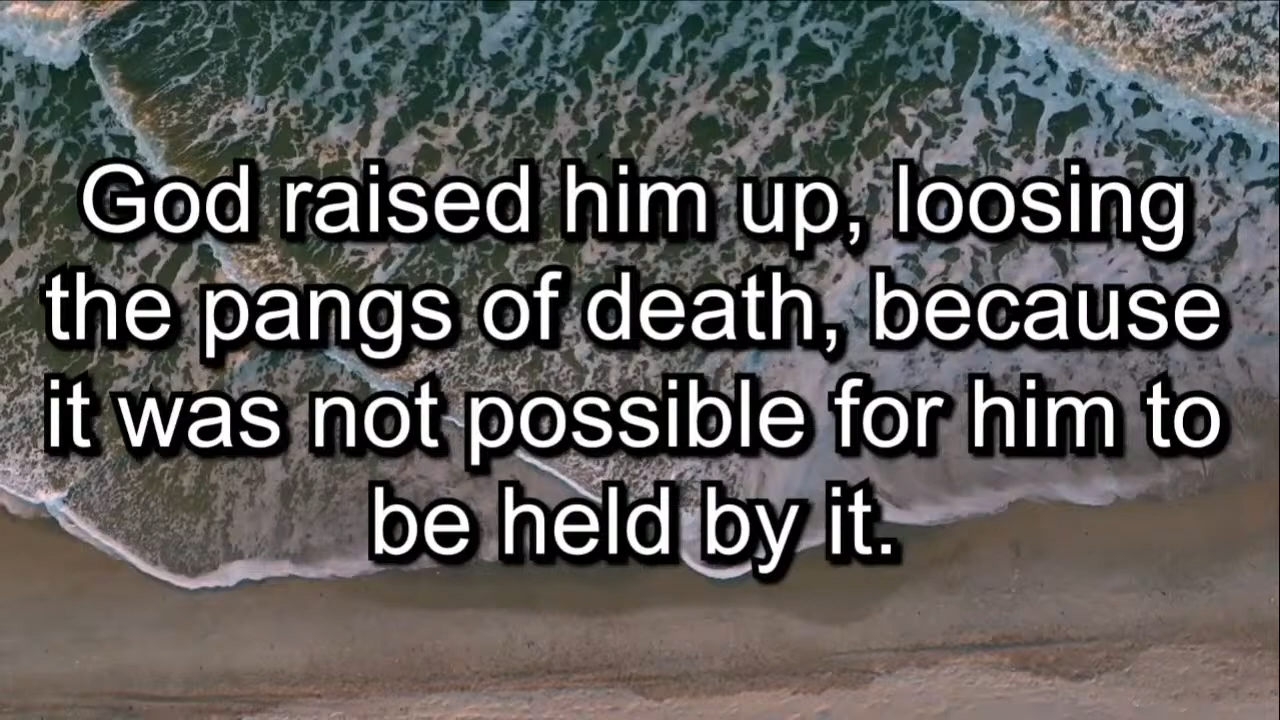 God raised him up, loosing
the pangs of death, because
it was not possible for him to
be held by it.